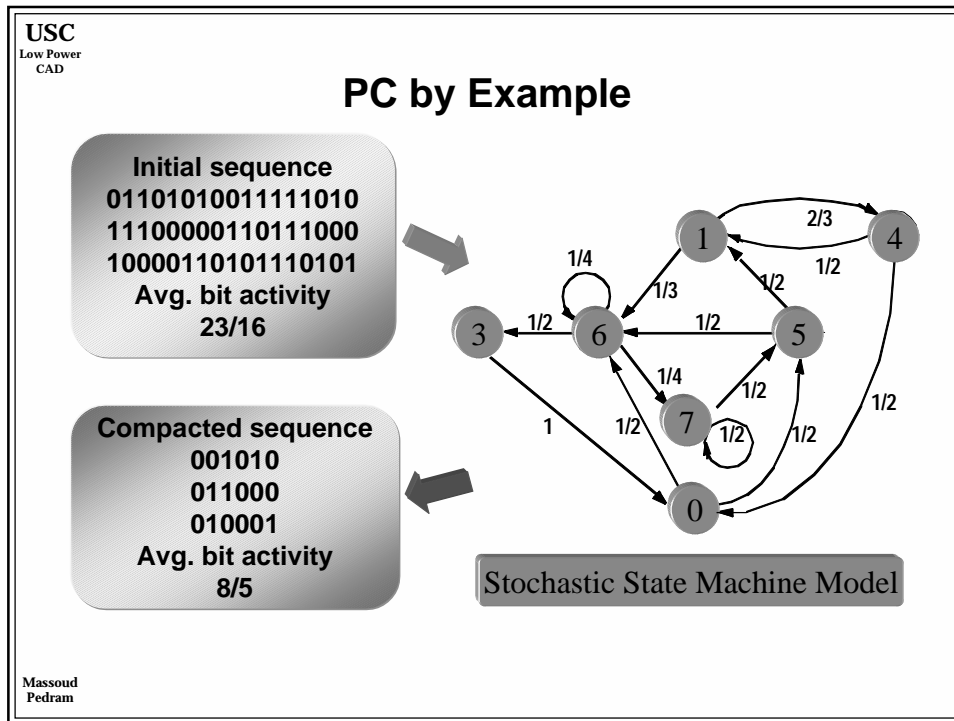 USC
Low Power
CAD
PC by Example
Initial sequence
01101010011111010
11100000110111000
10000110101110101
Avg. bit activity
23/16
Compacted sequence
001010
011000
010001
Avg. bit activity
8/5
1
2/3
4
1/4
1/2
1/2
1/3
3
1/2
6
1/2
5
1/4
1/2
7
1/2
1/2
1
1/2
1/2
0
Stochastic State Machine Model
Massoud
Pedram